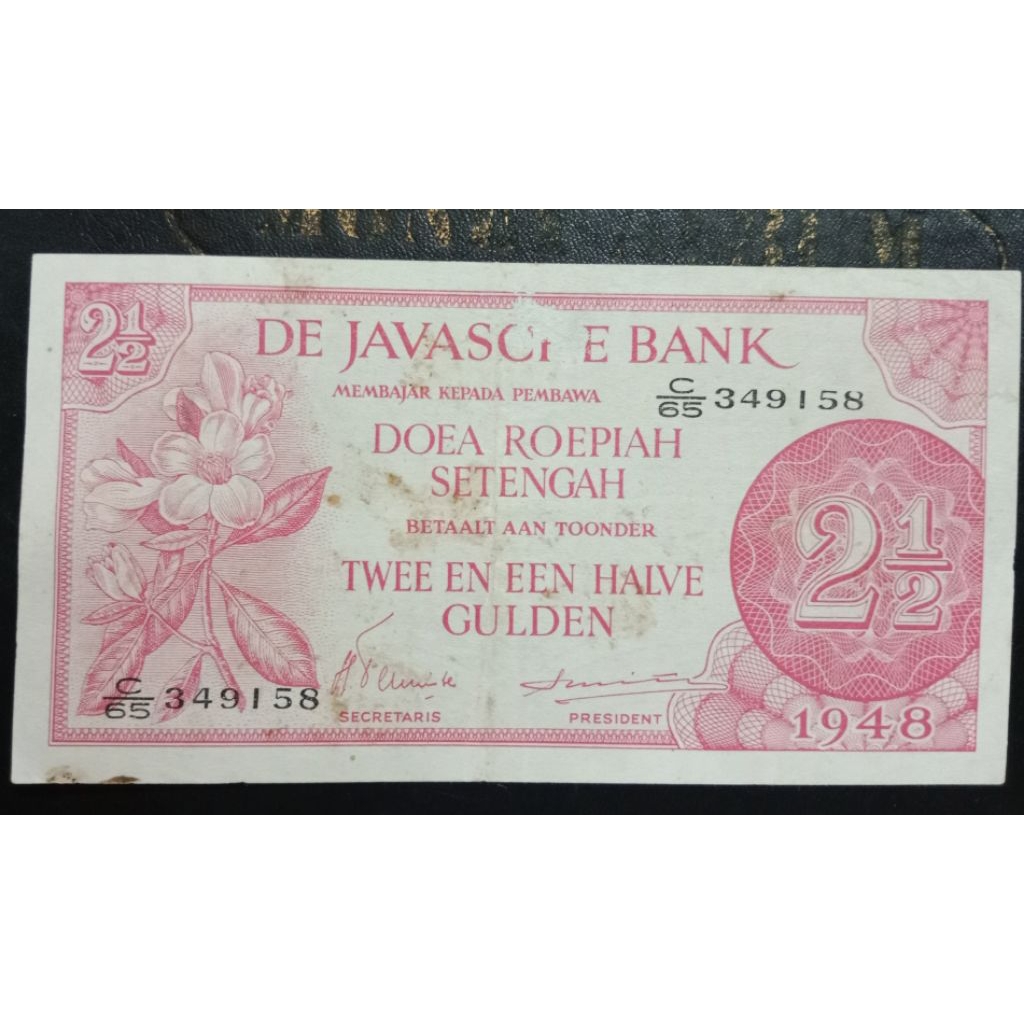 2½
DE JAVASCHE BANK
MEMBAJAR KEPADA PEMBAWA
C/65 349158
DOEA ROEPIAH
SETENGAH
BETAALT AAN TOONDER
2½
TWEE EN EEN HALVE
GULDEN
C/65 349158
SECRETARIS
PRESIDENT
1948